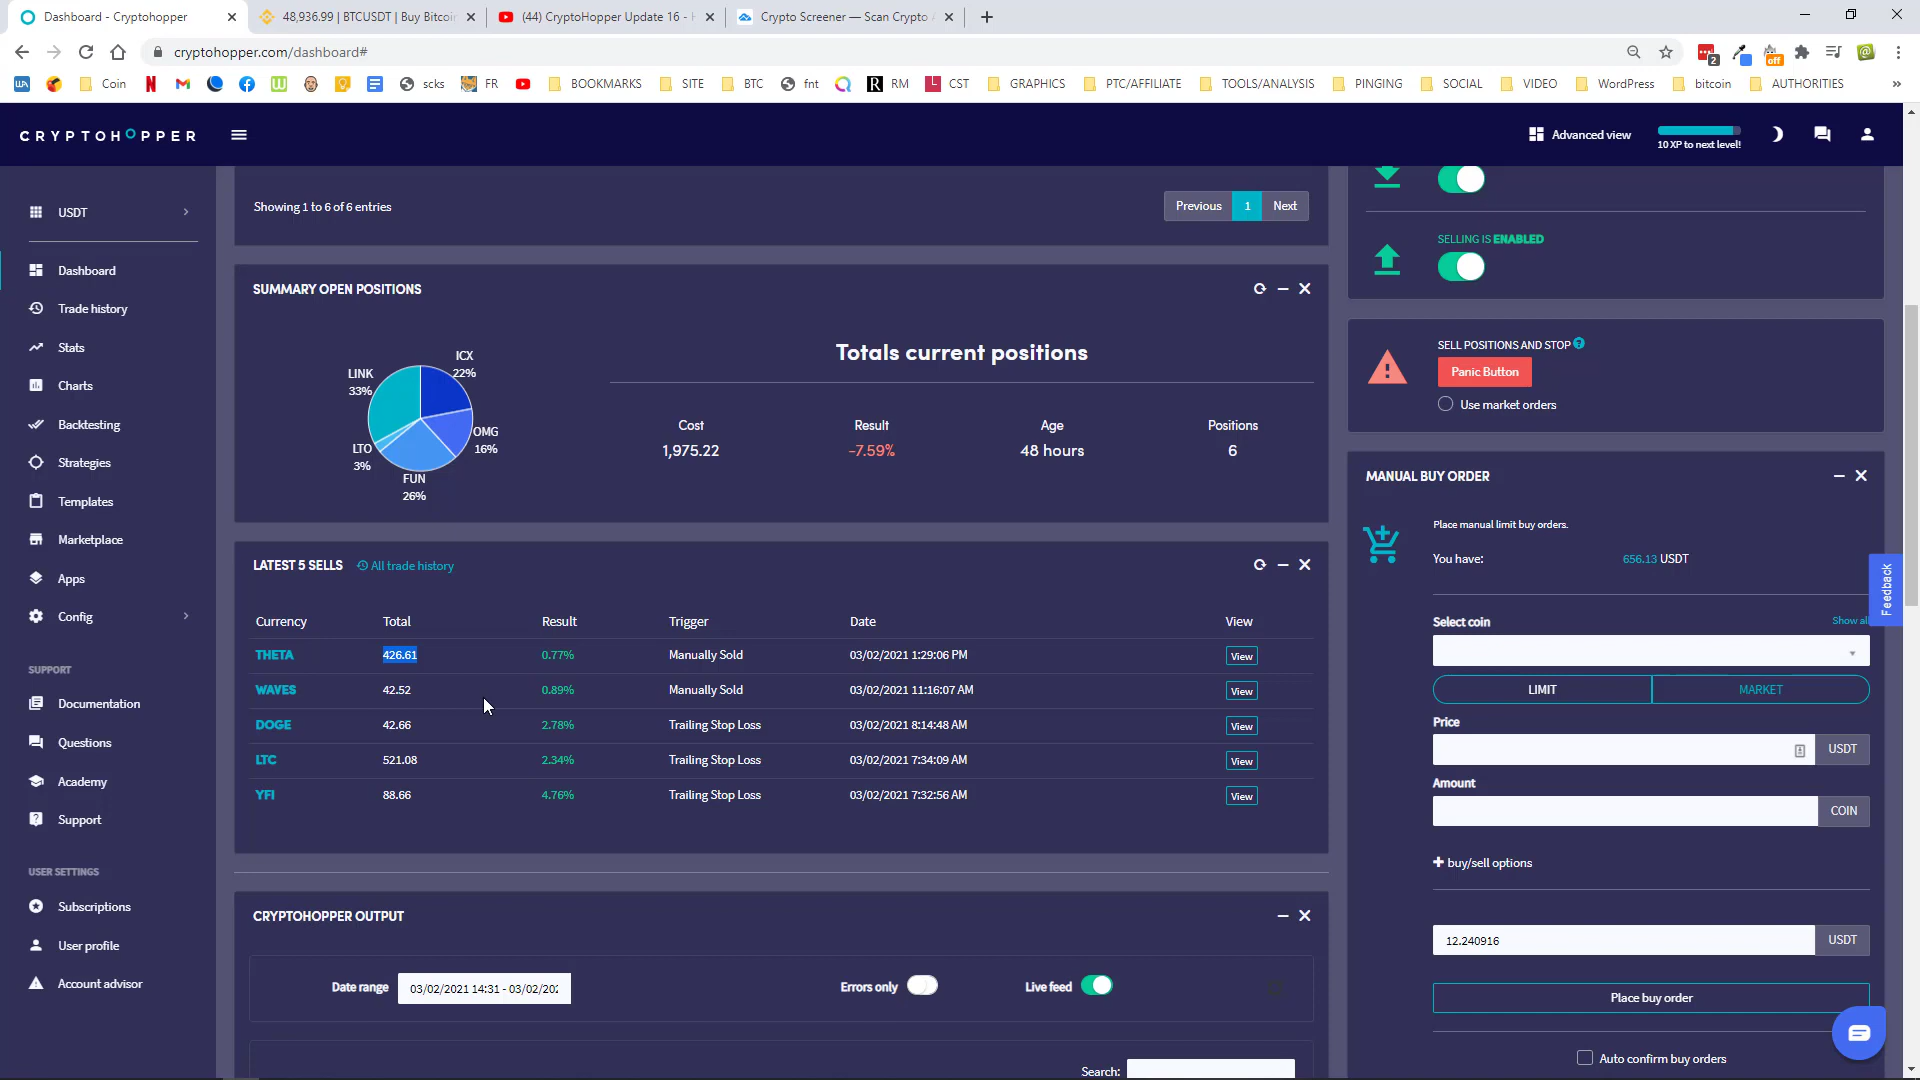 Dashboard - Cryptohopper
48,936.99 | BTCUSDT | Buy Bitcoin
(44) CryptoHopper Update 16 -
Crypto Screener — Scan Crypto
cryptohopper.com/dashboard#
Coin
scks
FR
BOOKMARKS
SITE
BTC
fnt
RM
CST
GRAPHICS
PTC/AFFILIATE
TOOLS/ANALYSIS
PINGING
SOCIAL
VIDEO
WordPress
bitcoin
AUTHORITIES
CRYPTOHOPPER
Advanced view
10 XP to next level!
USDT
Dashboard
Trade history
Stats
Charts
Backtesting
Strategies
Templates
Marketplace
Apps
Config
SUPPORT
Documentation
Questions
Academy
Support
USER SETTINGS
Subscriptions
User profile
Account advisor
Showing 1 to 6 of 6 entries
Previous 1 Next
SUMMARY OPEN POSITIONS
ICX
22%
LINK
33%
OMG
16%
LTO
3%
FUN
26%
Totals current positions
Cost Result Age Positions
1,975.22 -7.59% 48 hours 6
LATEST 5 SELLS All trade history
Currency Total Result Trigger Date View
THETA 426.61 0.77% Manually Sold 03/02/2021 1:29:06 PM View
WAVES 42.52 0.89% Manually Sold 03/02/2021 11:16:07 AM View
DOGE 42.66 2.78% Trailing Stop Loss 03/02/2021 8:14:48 AM View
LTC 521.08 2.34% Trailing Stop Loss 03/02/2021 7:34:09 AM View
YFI 88.66 4.76% Trailing Stop Loss 03/02/2021 7:32:56 AM View
CRYPTOHOPPER OUTPUT
Date range 03/02/2021 14:31 - 03/02/202 Errors only Live feed
Search:
SELLING IS ENABLED
SELL POSITIONS AND STOP
Panic Button
Use market orders
MANUAL BUY ORDER
Place manual limit buy orders.
You have: 656.13 USDT
Select coin Show all
LIMIT MARKET
Price
USDT
Amount
COIN
buy/sell options
12.240916 USDT
Place buy order
Auto confirm buy orders
Feedback